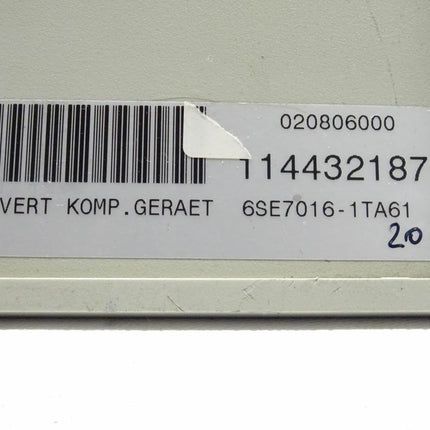 020806000
114432187
VERT KOMP.GERAET 6SE7016-1TA61
20